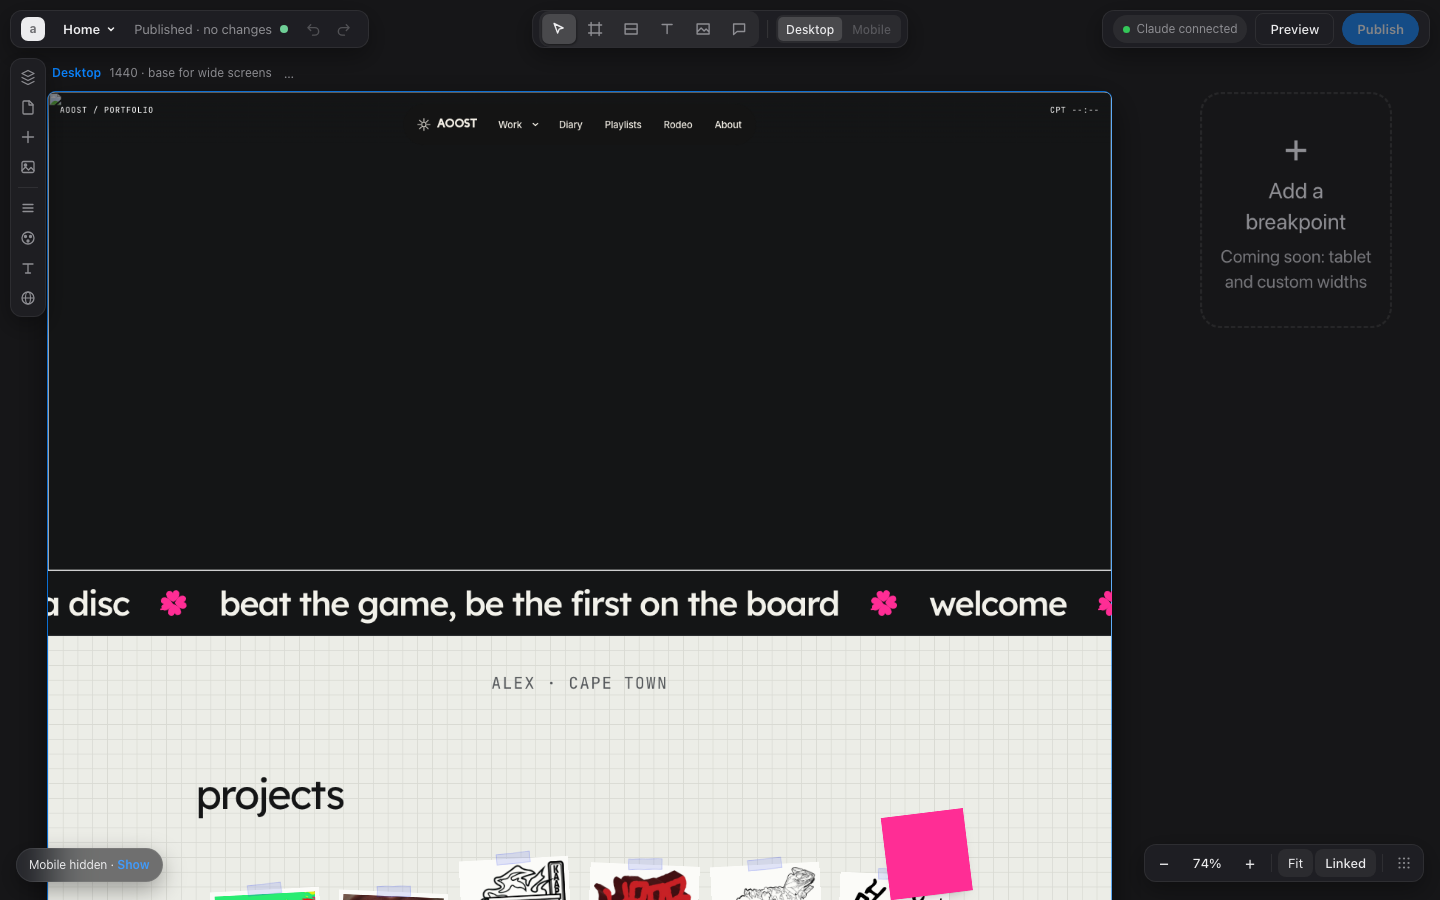 a
Home
Published · no changes
Desktop
Mobile
Claude connected
Preview
Publish
Desktop 1440 · base for wide screens ...
AOOST / PORTFOLIO
CPT --:--
AOOST
Work
Diary
Playlists
Rodeo
About
Add a
breakpoint
Coming soon: tablet
and custom widths
a disc
beat the game, be the first on the board
welcome
ALEX · CAPE TOWN
projects
Mobile hidden · Show
74%
Fit
Linked